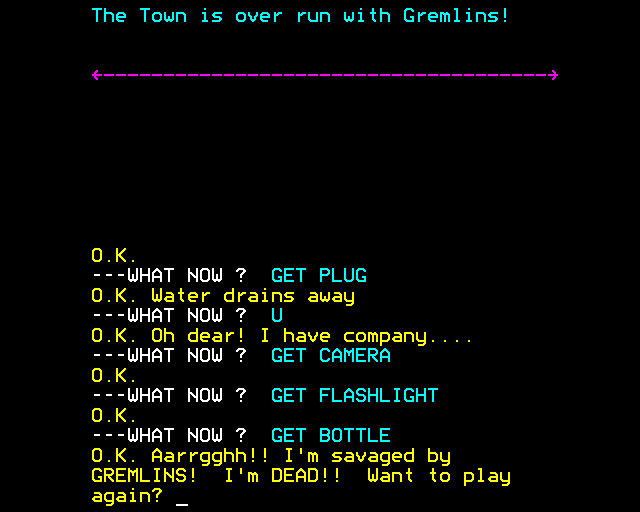 The Town is over run with Gremlins!
<-------------------------------------->
O.K.
---WHAT NOW ?  GET PLUG
O.K. Water drains away
---WHAT NOW ?  U
O.K. Oh dear! I have company....
---WHAT NOW ?  GET CAMERA
O.K.
---WHAT NOW ?  GET FLASHLIGHT
O.K.
---WHAT NOW ?  GET BOTTLE
O.K. Aarrgghh!! I'm savaged by
GREMLINS!  I'm DEAD!!  Want to play
again? _